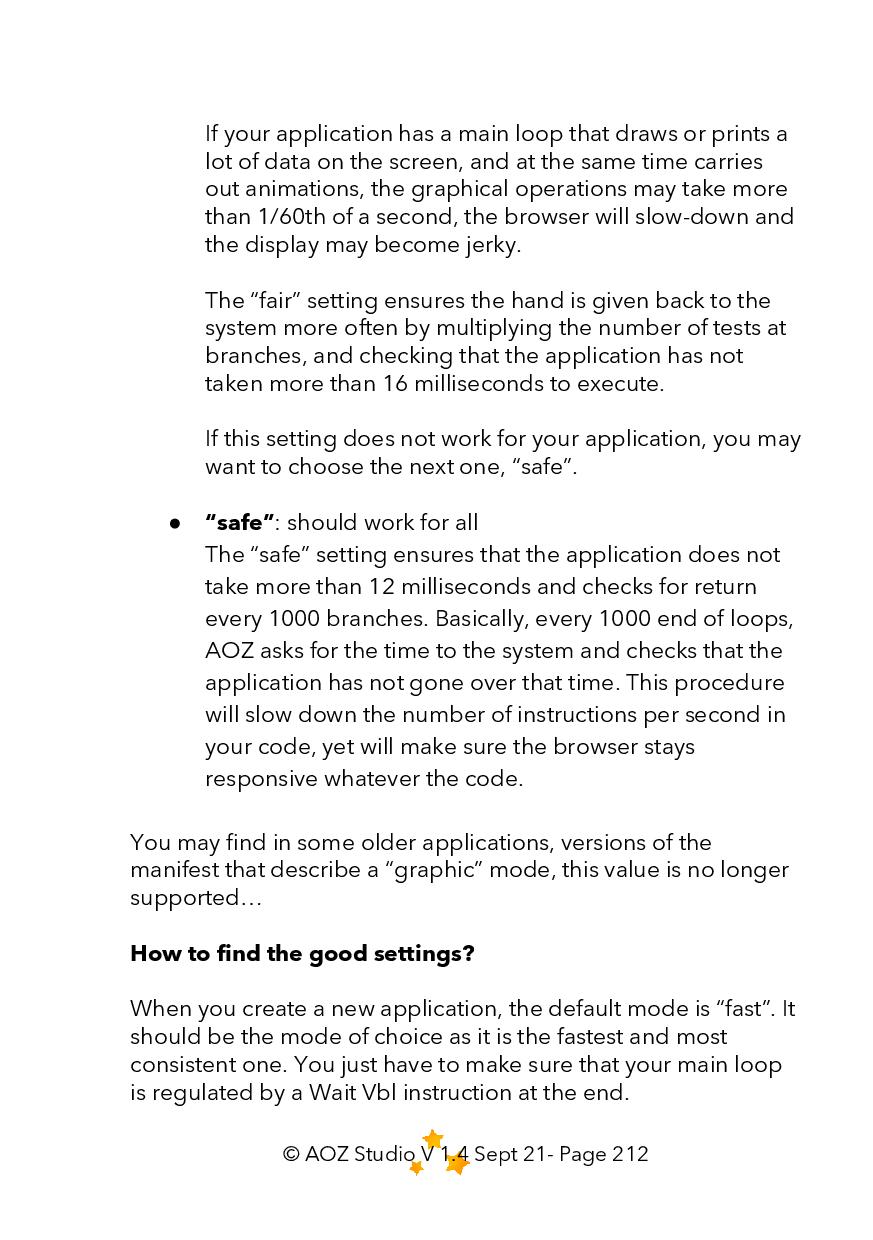 If your application has a main loop that draws or prints a
lot of data on the screen, and at the same time carries
out animations, the graphical operations may take more
than 1/60th of a second, the browser will slow-down and
the display may become jerky.
The “fair” setting ensures the hand is given back to the
system more often by multiplying the number of tests at
branches, and checking that the application has not
taken more than 16 milliseconds to execute.
If this setting does not work for your application, you may
want to choose the next one, “safe”.
● “safe”: should work for all
The “safe” setting ensures that the application does not
take more than 12 milliseconds and checks for return
every 1000 branches. Basically, every 1000 end of loops,
AOZ asks for the time to the system and checks that the
application has not gone over that time. This procedure
will slow down the number of instructions per second in
your code, yet will make sure the browser stays
responsive whatever the code.
You may find in some older applications, versions of the
manifest that describe a “graphic” mode, this value is no longer
supported…
How to find the good settings?
When you create a new application, the default mode is “fast”. It
should be the mode of choice as it is the fastest and most
consistent one. You just have to make sure that your main loop
is regulated by a Wait Vbl instruction at the end.
© AOZ Studio V 1.4 Sept 21- Page 212